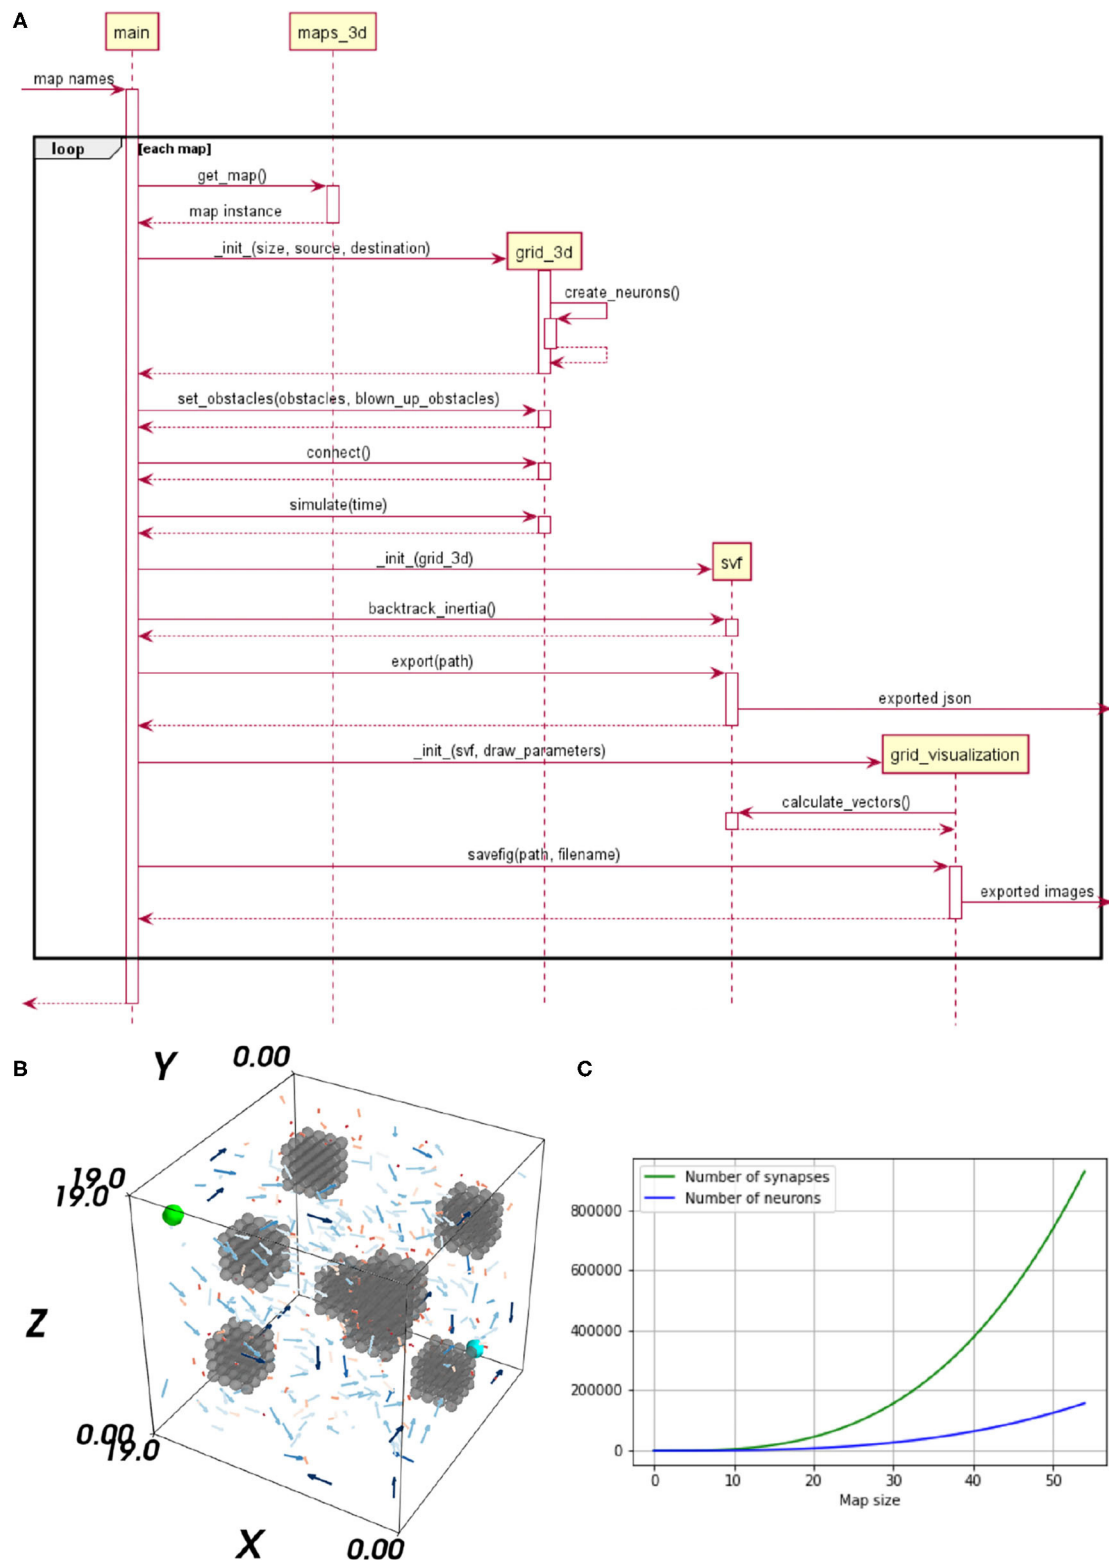 A
main
maps_3d
map names
loop
[each map]
get_map()
map instance
_init_(size, source, destination)
grid_3d
create_neurons()
set_obstacles(obstacles, blown_up_obstacles)
connect()
simulate(time)
_init_(grid_3d)
svf
backtrack_inertia()
export(path)
exported json
_init_(svf, draw_parameters)
grid_visualization
calculate_vectors()
savefig(path, filename)
exported images
B
Y
0.00
19.0
19.0
Z
0.00
19.0
X
0.00
C
Number of synapses
Number of neurons
800000
600000
400000
200000
0
0 10 20 30 40 50
Map size